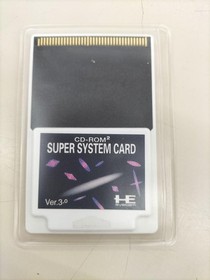 CD-ROM²
SUPER SYSTEM CARD
Ver.3.0
HE